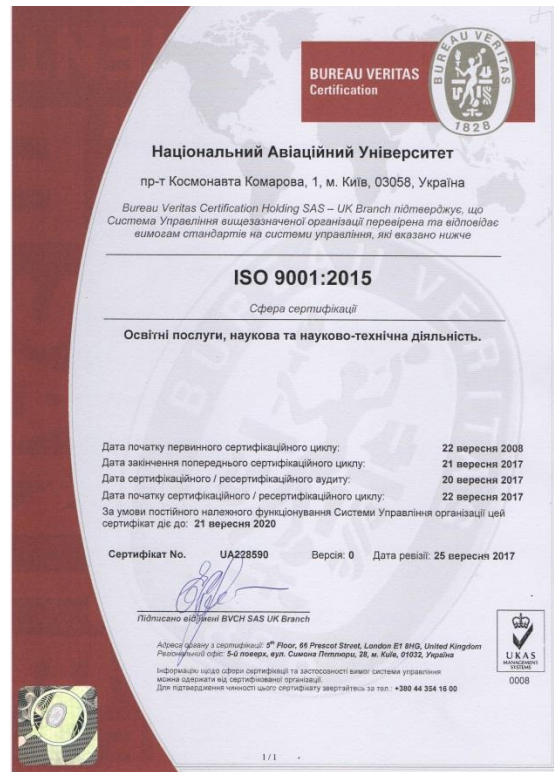 BUREAU VERITAS
Certification
BUREAU VERITAS
1828
Національний Авіаційний Університет
пр-т Космонавта Комарова, 1, м. Київ, 03058, Україна
Bureau Veritas Certification Holding SAS – UK Branch підтверджує, що
Система Управління вищезазначеної організації перевірена та відповідає
вимогам стандартів на системи управління, які вказано нижче
ISO 9001:2015
Сфера сертифікації
Освітні послуги, наукова та науково-технічна діяльність.
Дата початку первинного сертифікаційного циклу: 22 вересня 2008
Дата закінчення попереднього сертифікаційного циклу: 21 вересня 2017
Дата сертифікаційного / ресертифікаційного аудиту: 20 вересня 2017
Дата початку сертифікаційного / ресертифікаційного циклу: 22 вересня 2017
За умови постійного належного функціонування Системи Управління організації цей
сертифікат діє до: 21 вересня 2020
Сертифікат No. UA228590 Версія: 0 Дата ревізії: 25 вересня 2017
Підписано від імені BVCH SAS UK Branch
Адреса органу з сертифікації: 5th Floor, 66 Prescot Street, London E1 8HG, United Kingdom
Регіональний офіс: 5-й поверх, вул. Симона Петлюри, 28, м. Київ, 01032, Україна
Інформацію щодо сфери сертифікації та застосовності вимог системи управління
можна одержати від сертифікованої організації.
Для підтвердження чинності цього сертифікату звертайтесь за тел.: +380 44 354 16 00
UKAS
MANAGEMENT
SYSTEMS
0008
1/1